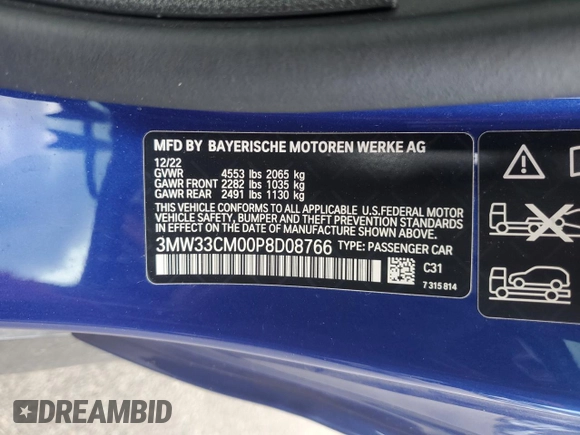 MFD BY BAYERISCHE MOTOREN WERKE AG
12/22
GVWR 4553 lbs 2065 kg
GAWR FRONT 2282 lbs 1035 kg
GAWR REAR 2491 lbs 1130 kg
THIS VEHICLE CONFORMS TO ALL APPLICABLE U.S.FEDERAL MOTOR
VEHICLE SAFETY, BUMPER AND THEFT PREVENTION STANDARDS
IN EFFECT ON THE DATE OF MANUFACTURE SHOWN ABOVE.
3MW33CM00P8D08766 TYPE: PASSENGER CAR
C31
7 315 814
DREAMBID